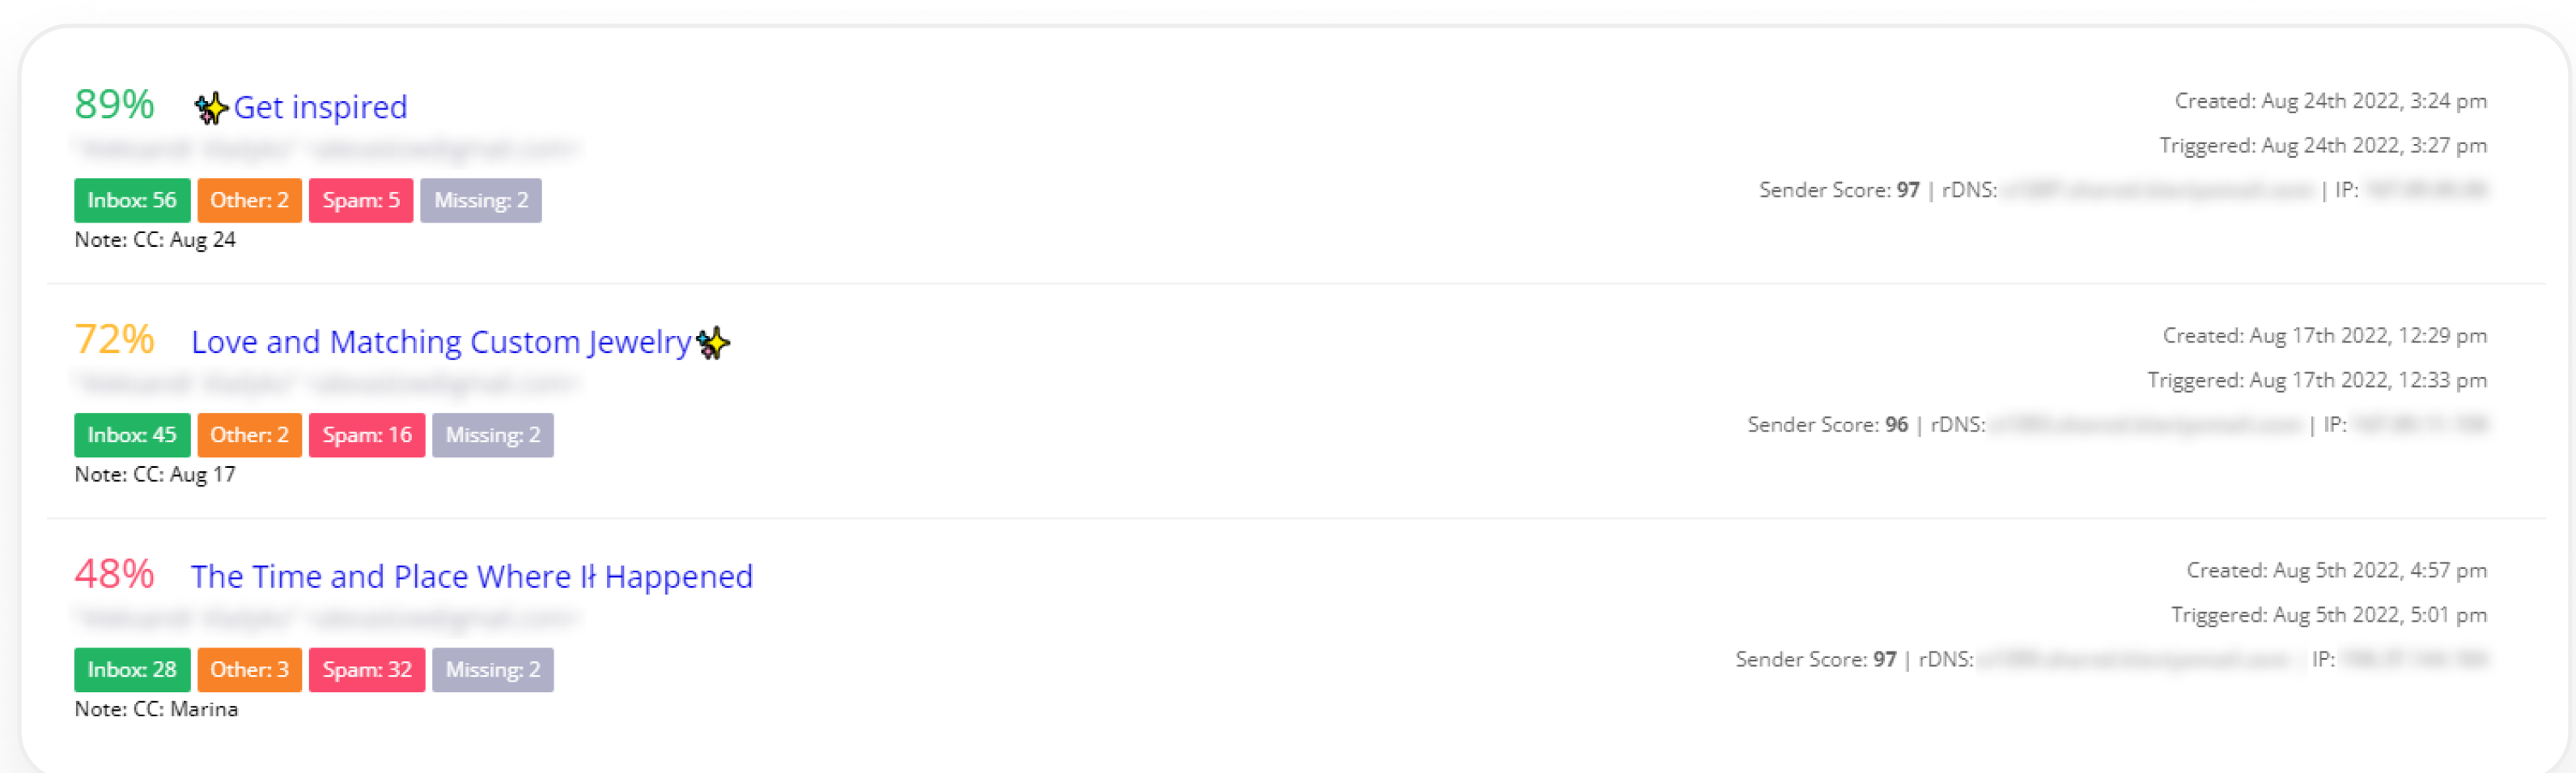 89% ✨Get inspired
Created: Aug 24th 2022, 3:24 pm
Triggered: Aug 24th 2022, 3:27 pm
Inbox: 56 Other: 2 Spam: 5 Missing: 2
Sender Score: 97 | rDNS: | IP:
Note: CC: Aug 24
72% Love and Matching Custom Jewelry✨
Created: Aug 17th 2022, 12:29 pm
Triggered: Aug 17th 2022, 12:33 pm
Inbox: 45 Other: 2 Spam: 16 Missing: 2
Sender Score: 96 | rDNS: | IP:
Note: CC: Aug 17
48% The Time and Place Where Ił Happened
Created: Aug 5th 2022, 4:57 pm
Triggered: Aug 5th 2022, 5:01 pm
Inbox: 28 Other: 3 Spam: 32 Missing: 2
Sender Score: 97 | rDNS: IP:
Note: CC: Marina